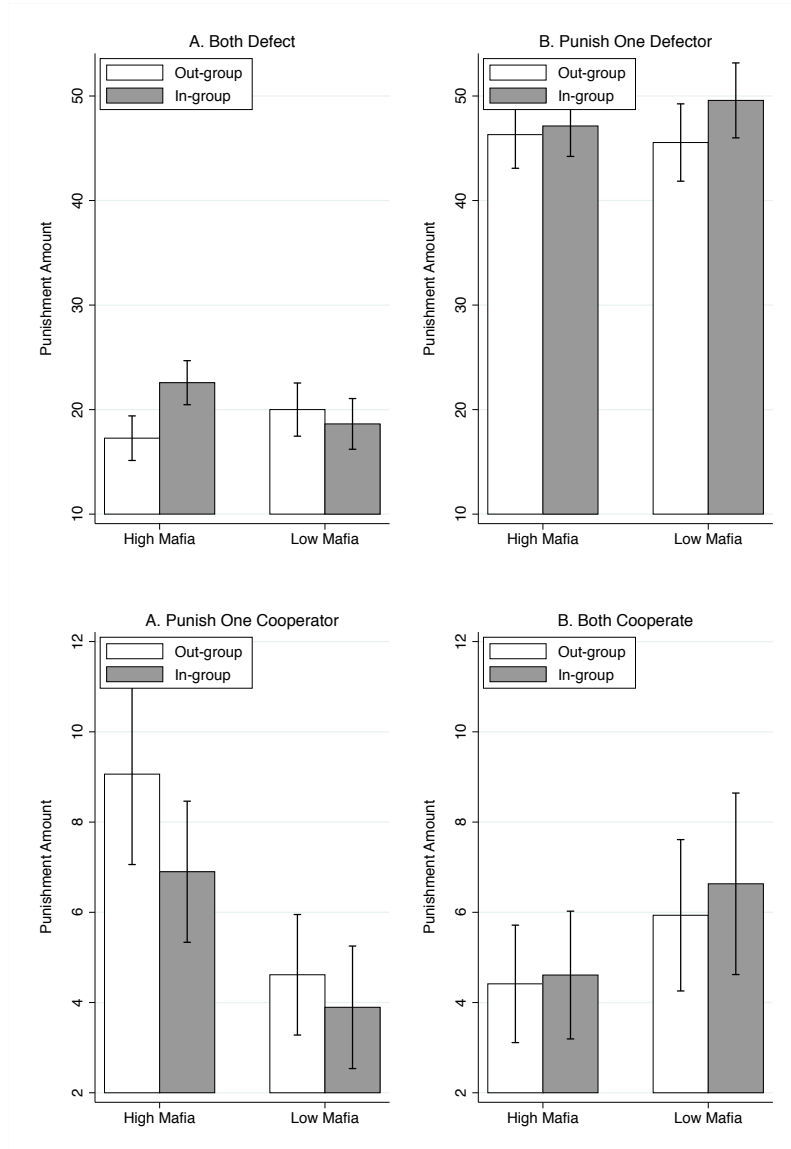 A. Both Defect
Out-group
In-group
Punishment Amount
50
40
30
20
10
High Mafia
Low Mafia
B. Punish One Defector
Out-group
In-group
Punishment Amount
50
40
30
20
10
High Mafia
Low Mafia
A. Punish One Cooperator
Out-group
In-group
Punishment Amount
12
10
8
6
4
2
High Mafia
Low Mafia
B. Both Cooperate
Out-group
In-group
Punishment Amount
12
10
8
6
4
2
High Mafia
Low Mafia